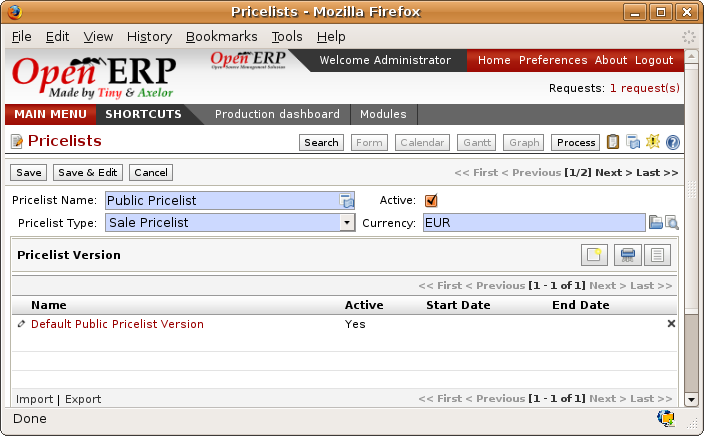 Pricelists - Mozilla Firefox
File Edit View History Bookmarks Tools Help
Open ERP
Made by Tiny & Axelor
Open ERP
Open Source Management Solution
Welcome Administrator
Home Preferences About Logout
Requests: 1 request(s)
MAIN MENU SHORTCUTS Production dashboard Modules
Pricelists Search Form Calendar Gantt Graph Process
Save Save & Edit Cancel << First < Previous [1/2] Next > Last >>
Pricelist Name: Public Pricelist Active:
Pricelist Type: Sale Pricelist Currency: EUR
Pricelist Version
<< First < Previous [1 - 1 of 1] Next > Last >>
Name Active Start Date End Date
Default Public Pricelist Version Yes
Import | Export << First < Previous [1 - 1 of 1] Next > Last >>
Done